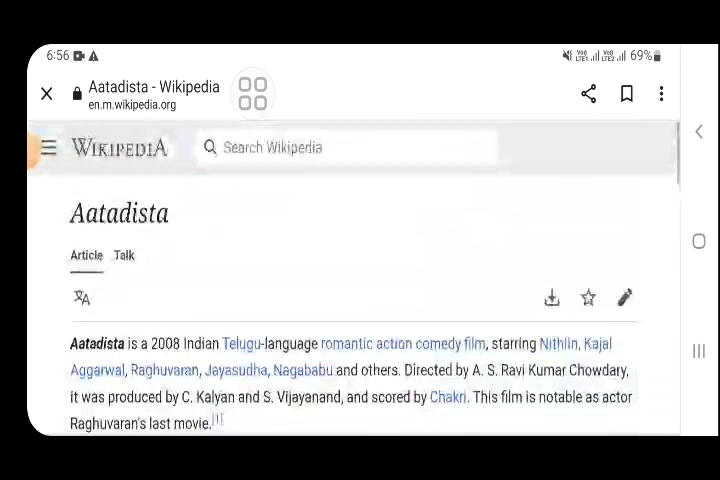 6:56 69%
Aatadista - Wikipedia
en.m.wikipedia.org
WIKIPEDIA Search Wikipedia
Aatadista
Article Talk
Aatadista is a 2008 Indian Telugu-language romantic action comedy film, starring Nithiin, Kajal
Aggarwal, Raghuvaran, Jayasudha, Nagababu and others. Directed by A. S. Ravi Kumar Chowdary,
it was produced by C. Kalyan and S. Vijayanand, and scored by Chakri. This film is notable as actor
Raghuvaran's last movie.[1]